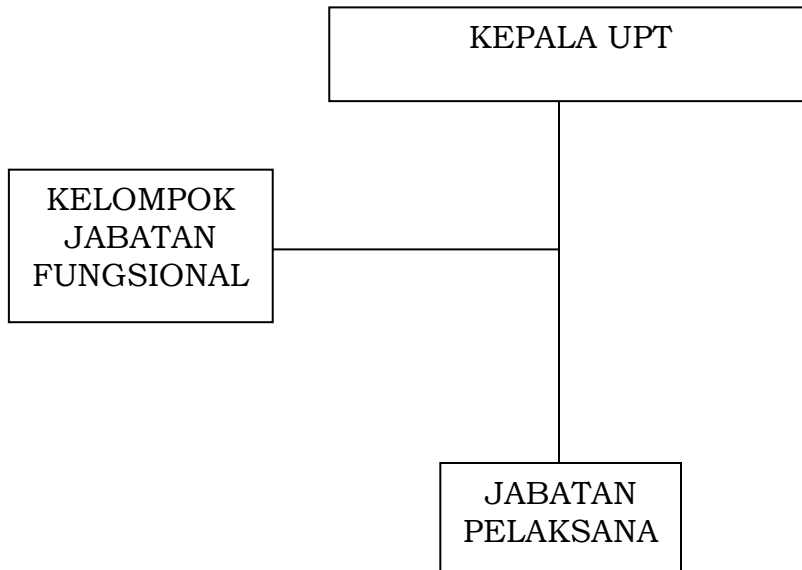 KEPALA UPT
KELOMPOK
JABATAN
FUNGSIONAL
JABATAN
PELAKSANA